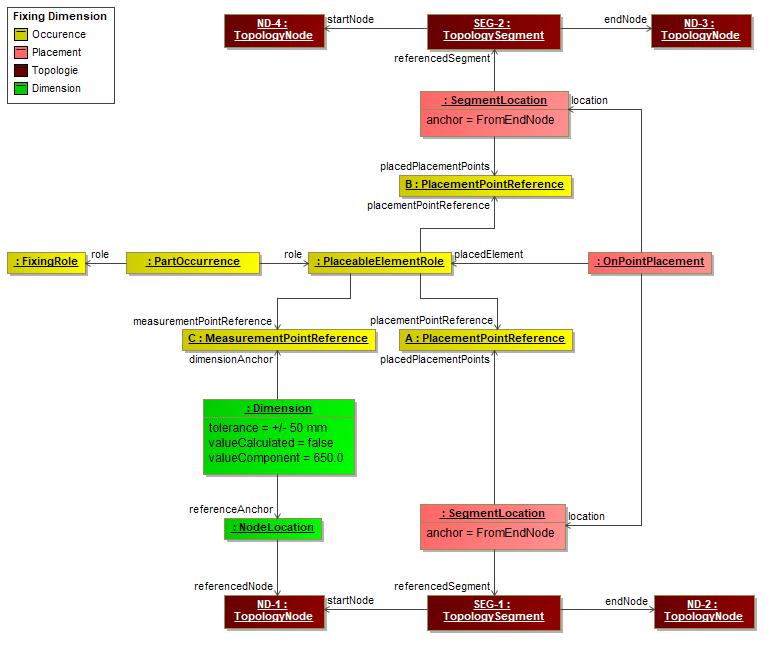 Fixing Dimension
Occurence
Placement
Topologie
Dimension
ND-4 :
TopologyNode
startNode
SEG-2 :
TopologySegment
endNode
ND-3 :
TopologyNode
referencedSegment
: SegmentLocation
anchor = FromEndNode
location
placedPlacementPoints
B : PlacementPointReference
placementPointReference
: FixingRole
role
: PartOccurrence
role
: PlaceableElementRole
placedElement
: OnPointPlacement
measurementPointReference
placementPointReference
C : MeasurementPointReference
A : PlacementPointReference
dimensionAnchor
placedPlacementPoints
: Dimension
tolerance = +/- 50 mm
valueCalculated = false
valueComponent = 650.0
referenceAnchor
: SegmentLocation
anchor = FromEndNode
location
: NodeLocation
referencedNode
referencedSegment
ND-1 :
TopologyNode
startNode
SEG-1 :
TopologySegment
endNode
ND-2 :
TopologyNode